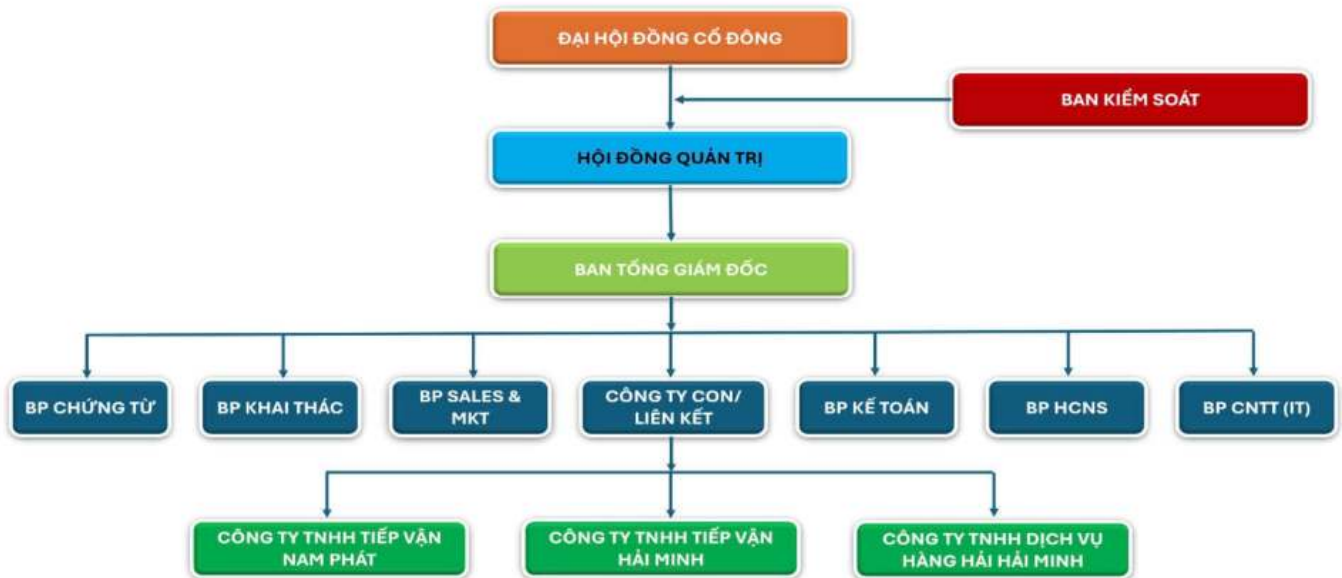 ĐẠI HỘI ĐỒNG CỔ ĐÔNG
BAN KIỂM SOÁT
HỘI ĐỒNG QUẢN TRỊ
BAN TỔNG GIÁM ĐỐC
BP CHỨNG TỪ
BP KHAI THÁC
BP SALES &
MKT
CÔNG TY CON/
LIÊN KẾT
BP KẾ TOÁN
BP HCNS
BP CNTT (IT)
CÔNG TY TNHH TIẾP VẬN
NAM PHÁT
CÔNG TY TNHH TIẾP VẬN
HẢI MINH
CÔNG TY TNHH DỊCH VỤ
HÀNG HẢI HẢI MINH